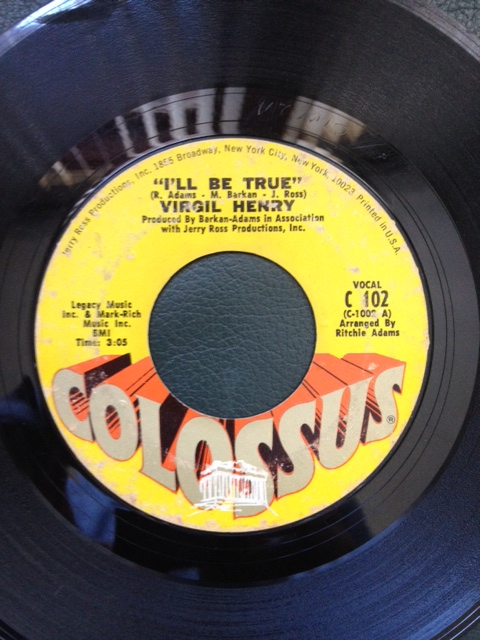 Jerry Ross Productions, Inc. 1855 Broadway, New York City, New York, 10023 Printed in U.S.A.
"I'LL BE TRUE"
(R. Adams - M. Barkan - J. Ross)
VIRGIL HENRY
Produced By Barkan-Adams in Association
with Jerry Ross Productions, Inc.
Legacy Music
Inc. & Mark-Rich
Music Inc.
BMI
Time: 3:05
VOCAL
C 102
(C-1002 A)
Arranged By
Ritchie Adams
COLOSSUS®